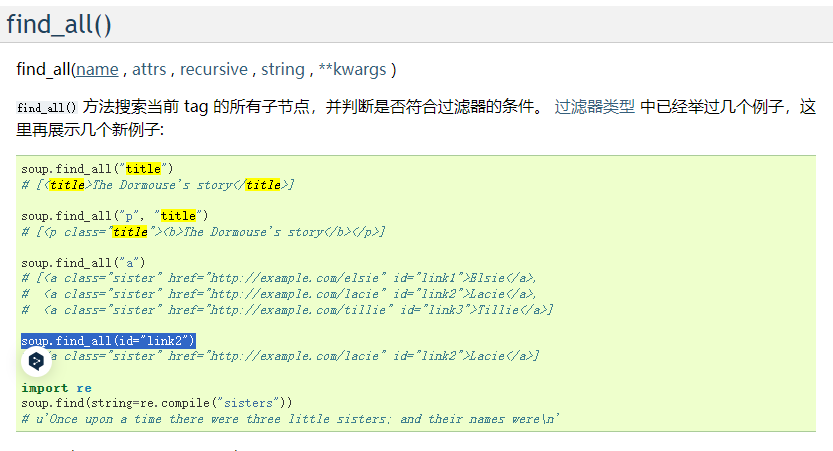 find_all()
find_all(name , attrs , recursive , string , **kwargs )
find_all() 方法搜索当前 tag 的所有子节点，并判断是否符合过滤器的条件。 过滤器类型 中已经举过几个例子，这
里再展示几个新例子:
soup.find_all("title")
# [<title>The Dormouse's story</title>]
soup.find_all("p", "title")
# [<p class="title"><b>The Dormouse's story</b></p>]
soup.find_all("a")
# [<a class="sister" href="http://example.com/elsie" id="link1">Elsie</a>,
#  <a class="sister" href="http://example.com/lacie" id="link2">Lacie</a>,
#  <a class="sister" href="http://example.com/tillie" id="link3">Tillie</a>]
soup.find_all(id="link2")
a class="sister" href="http://example.com/lacie" id="link2">Lacie</a>]
import re
soup.find(string=re.compile("sisters"))
# u'Once upon a time there were three little sisters; and their names were\n'